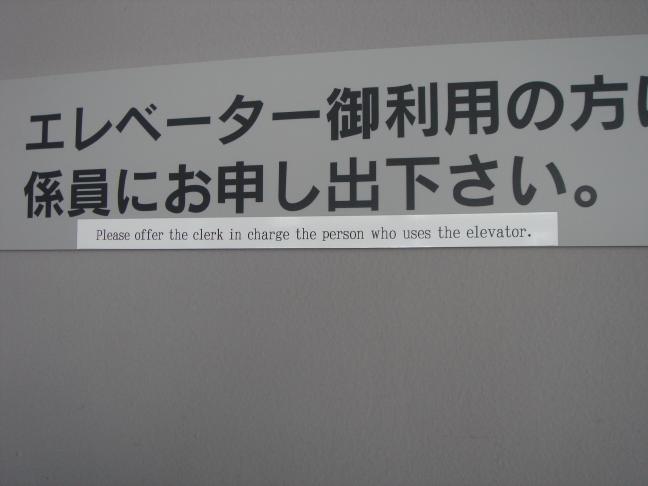 エレベーター御利用の方は
係員にお申し出下さい。
Please offer the clerk in charge the person who uses the elevator.